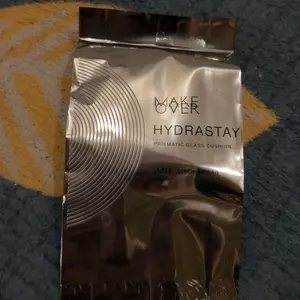 MAKE
OVER
HYDRASTAY
PRISMATIC GLASS CUSHION